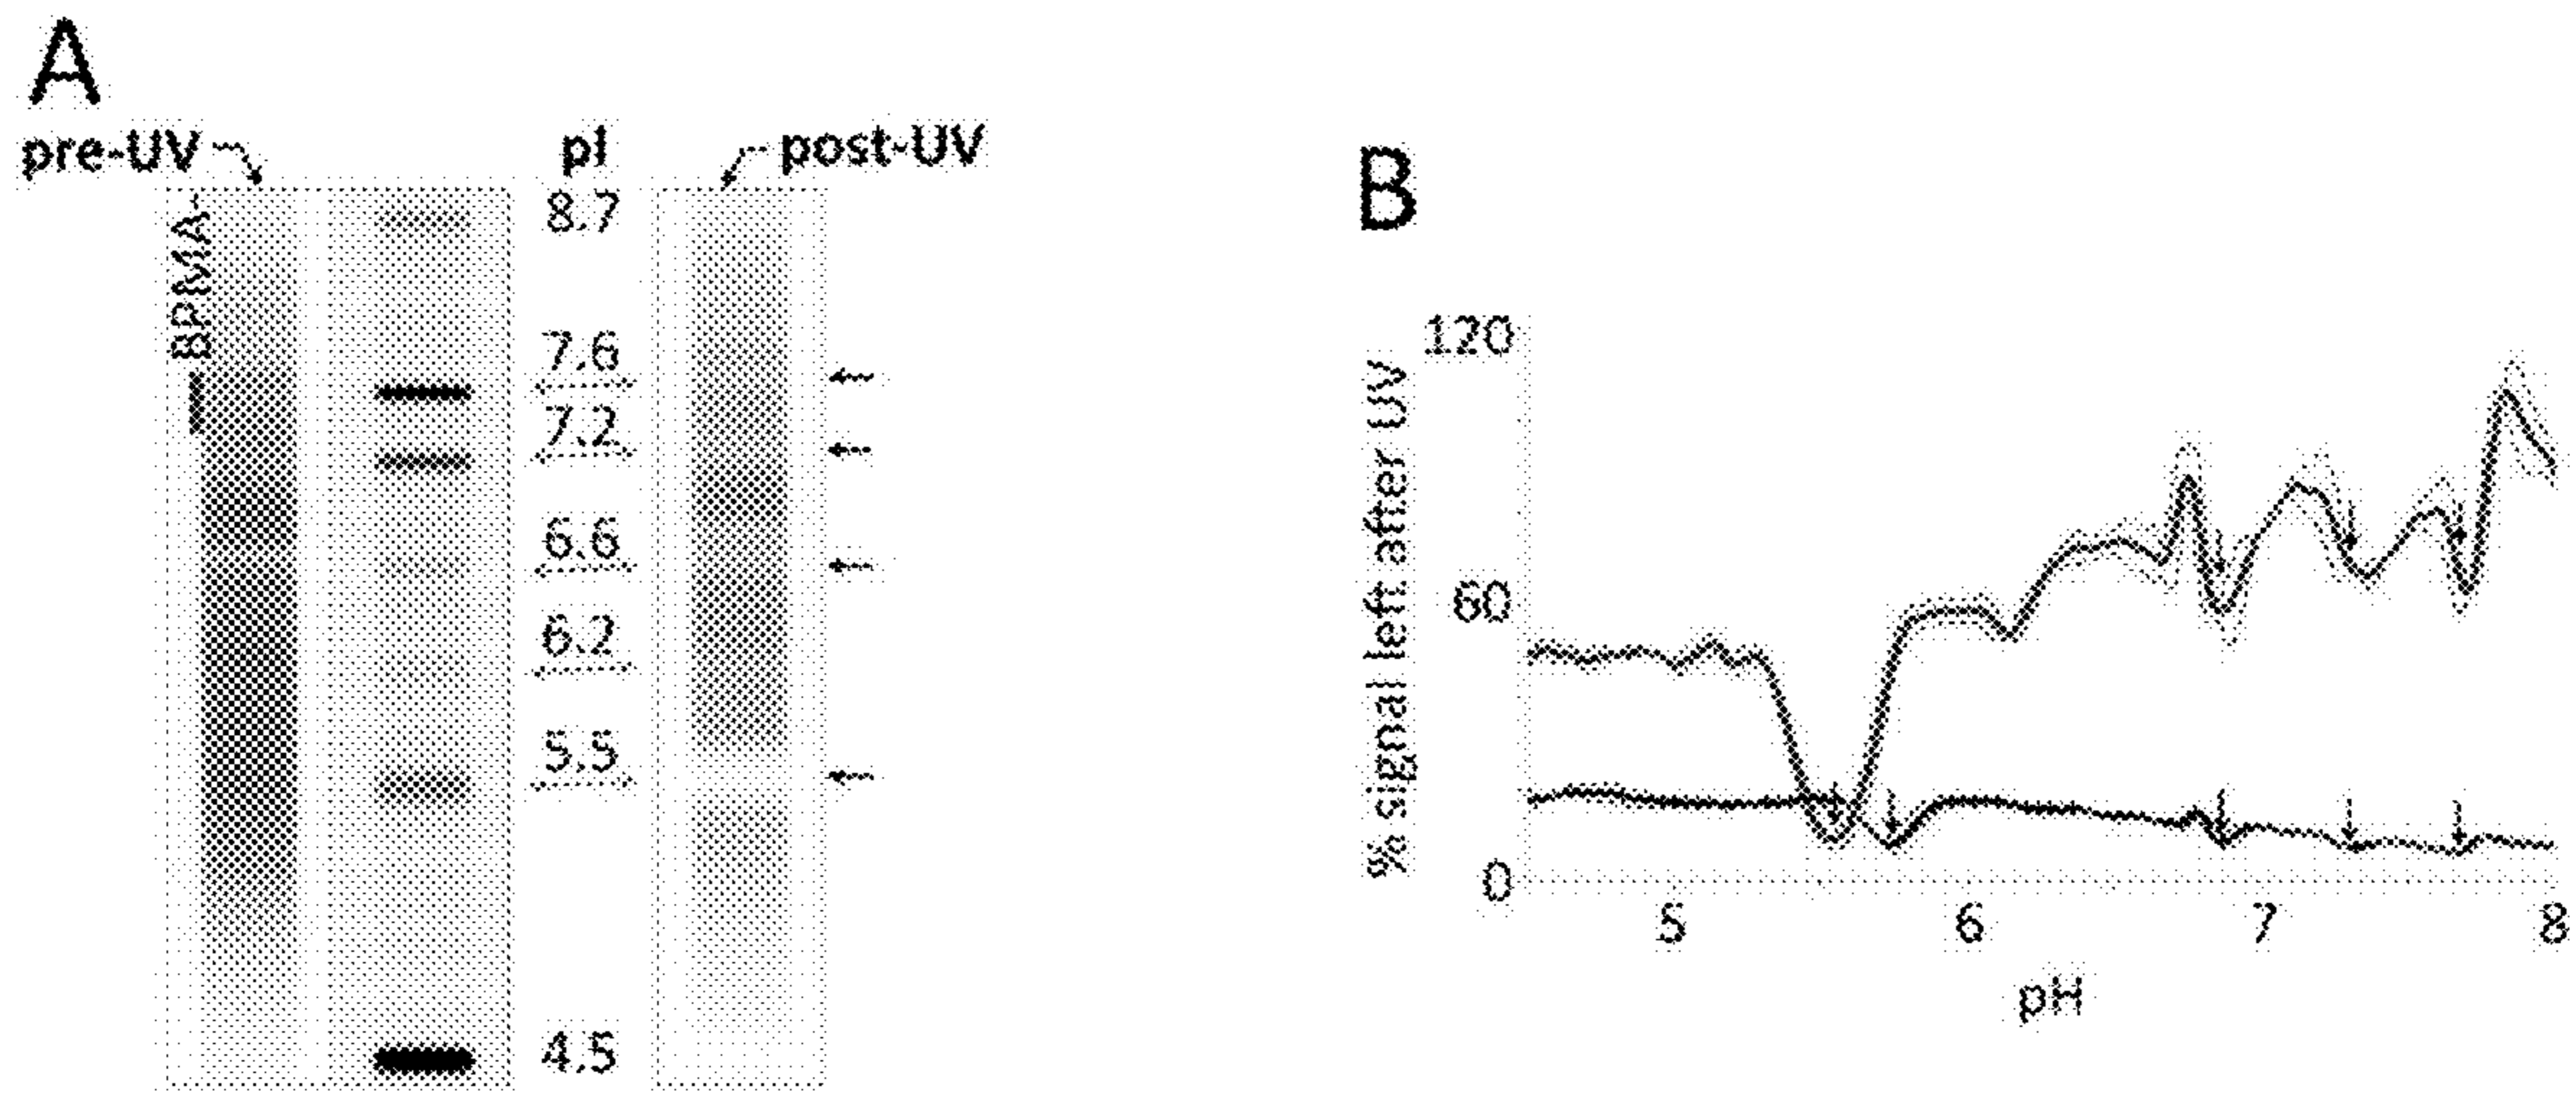 A
pre-UV
pI
post-UV
BPMA-
8.7
7.6
7.2
6.6
6.2
5.5
4.5
B
% signal left after UV
120
60
0
5
6
7
8
pH